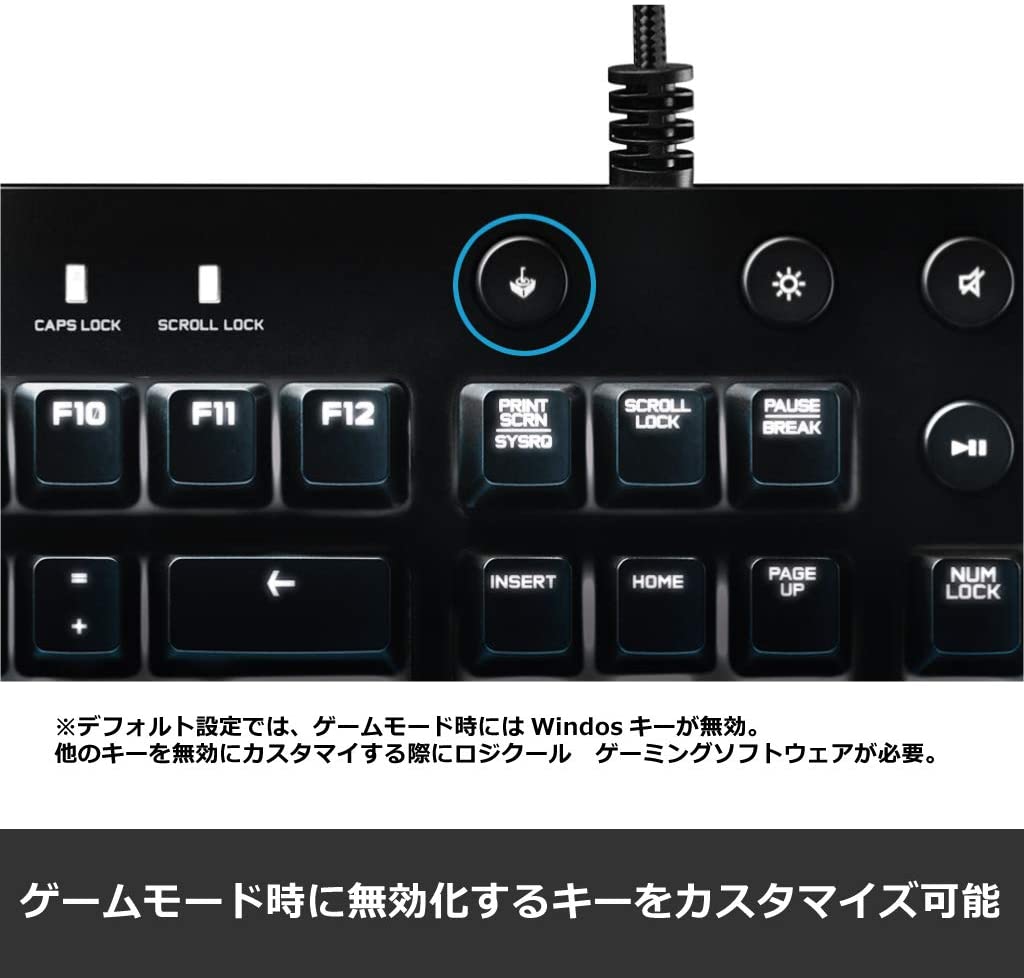 CAPS LOCK
SCROLL LOCK
F10
F11
F12
PRINT
SCRN
SYSRQ
SCROLL
LOCK
PAUSE
BREAK
=
+
INSERT
HOME
PAGE
UP
NUM
LOCK
※デフォルト設定では、ゲームモード時には Windos キーが無効。
他のキーを無効にカスタマイする際にロジクール　ゲーミングソフトウェアが必要。
ゲームモード時に無効化するキーをカスタマイズ可能